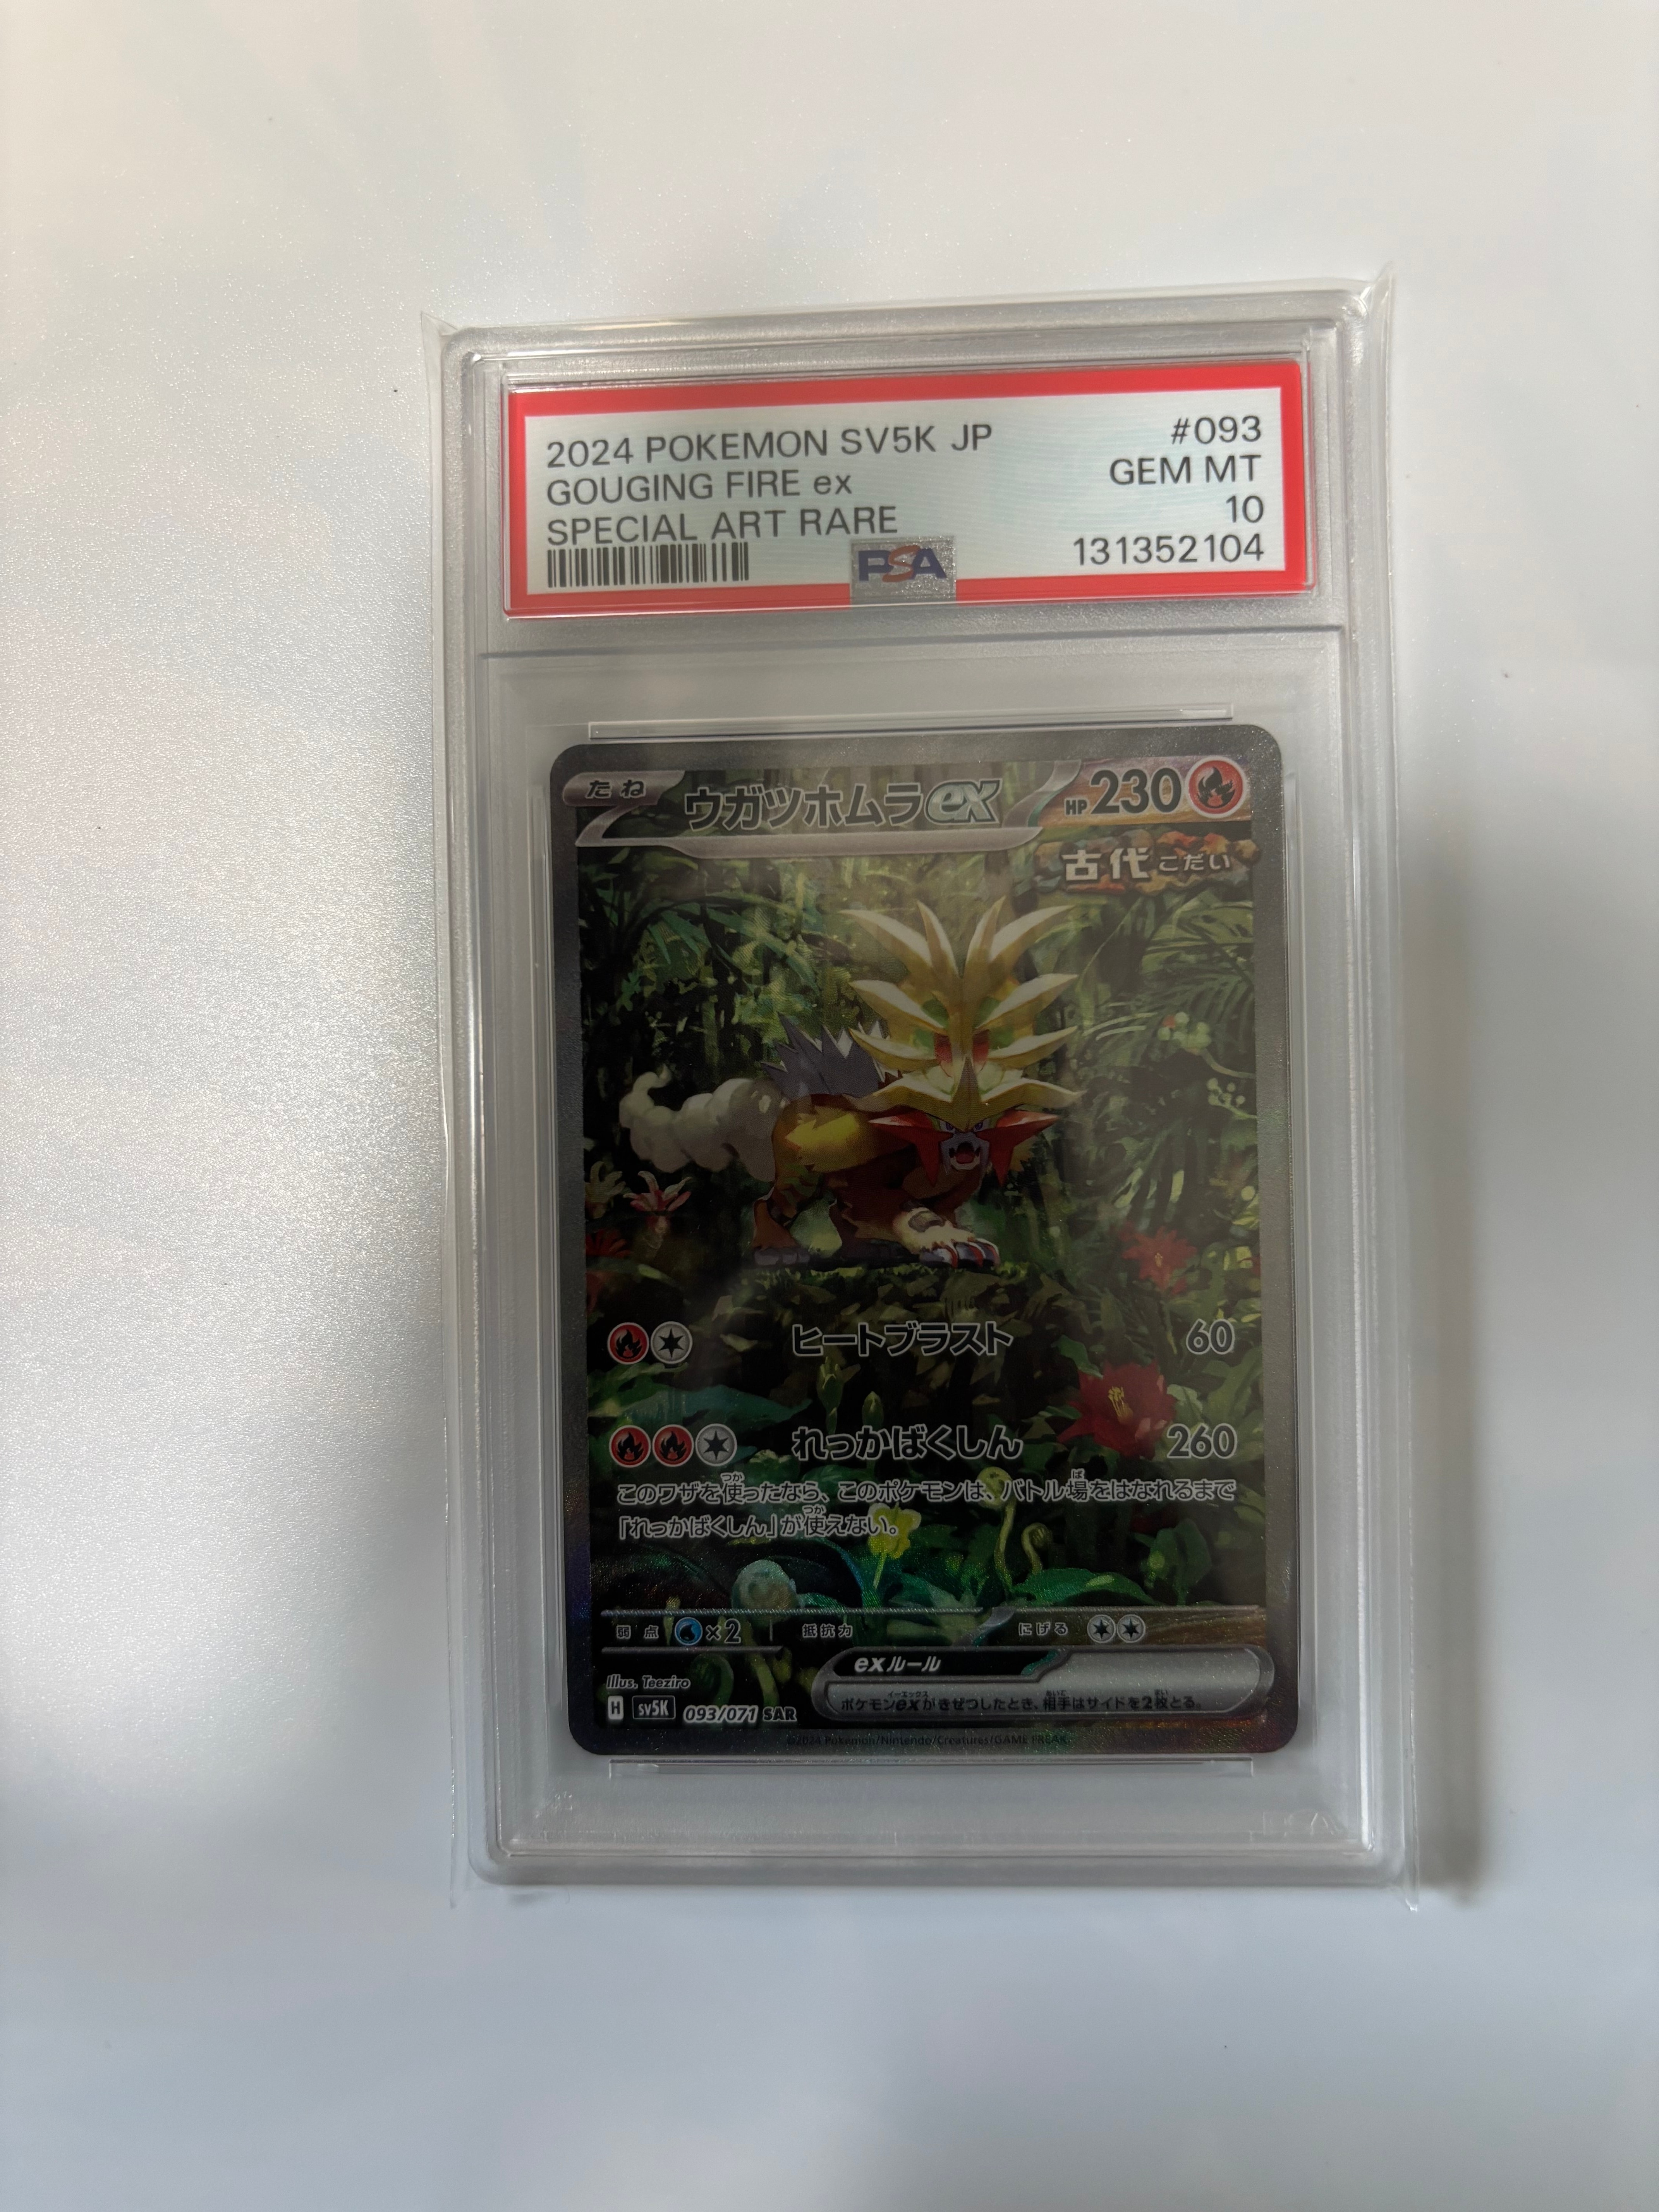 2024 POKEMON SV5K JP #093
GOUGING FIRE ex GEM MT
SPECIAL ART RARE 10
131352104
PSA
たね ウガツホムラex HP 230
古代 こだい
ヒートブラスト 60
れっかばくしん 260
このワザを使ったなら、このポケモンは、バトル場をはなれるまで
「れっかばくしん」が使えない。
弱点 ×2 抵抗力 にげる
exルール
ポケモンexがきぜつしたとき、相手はサイドを2枚とる。
Illus. Teeziro
H SV5K 093/071 SAR
©2024 Pokémon/Nintendo/Creatures/GAME FREAK.